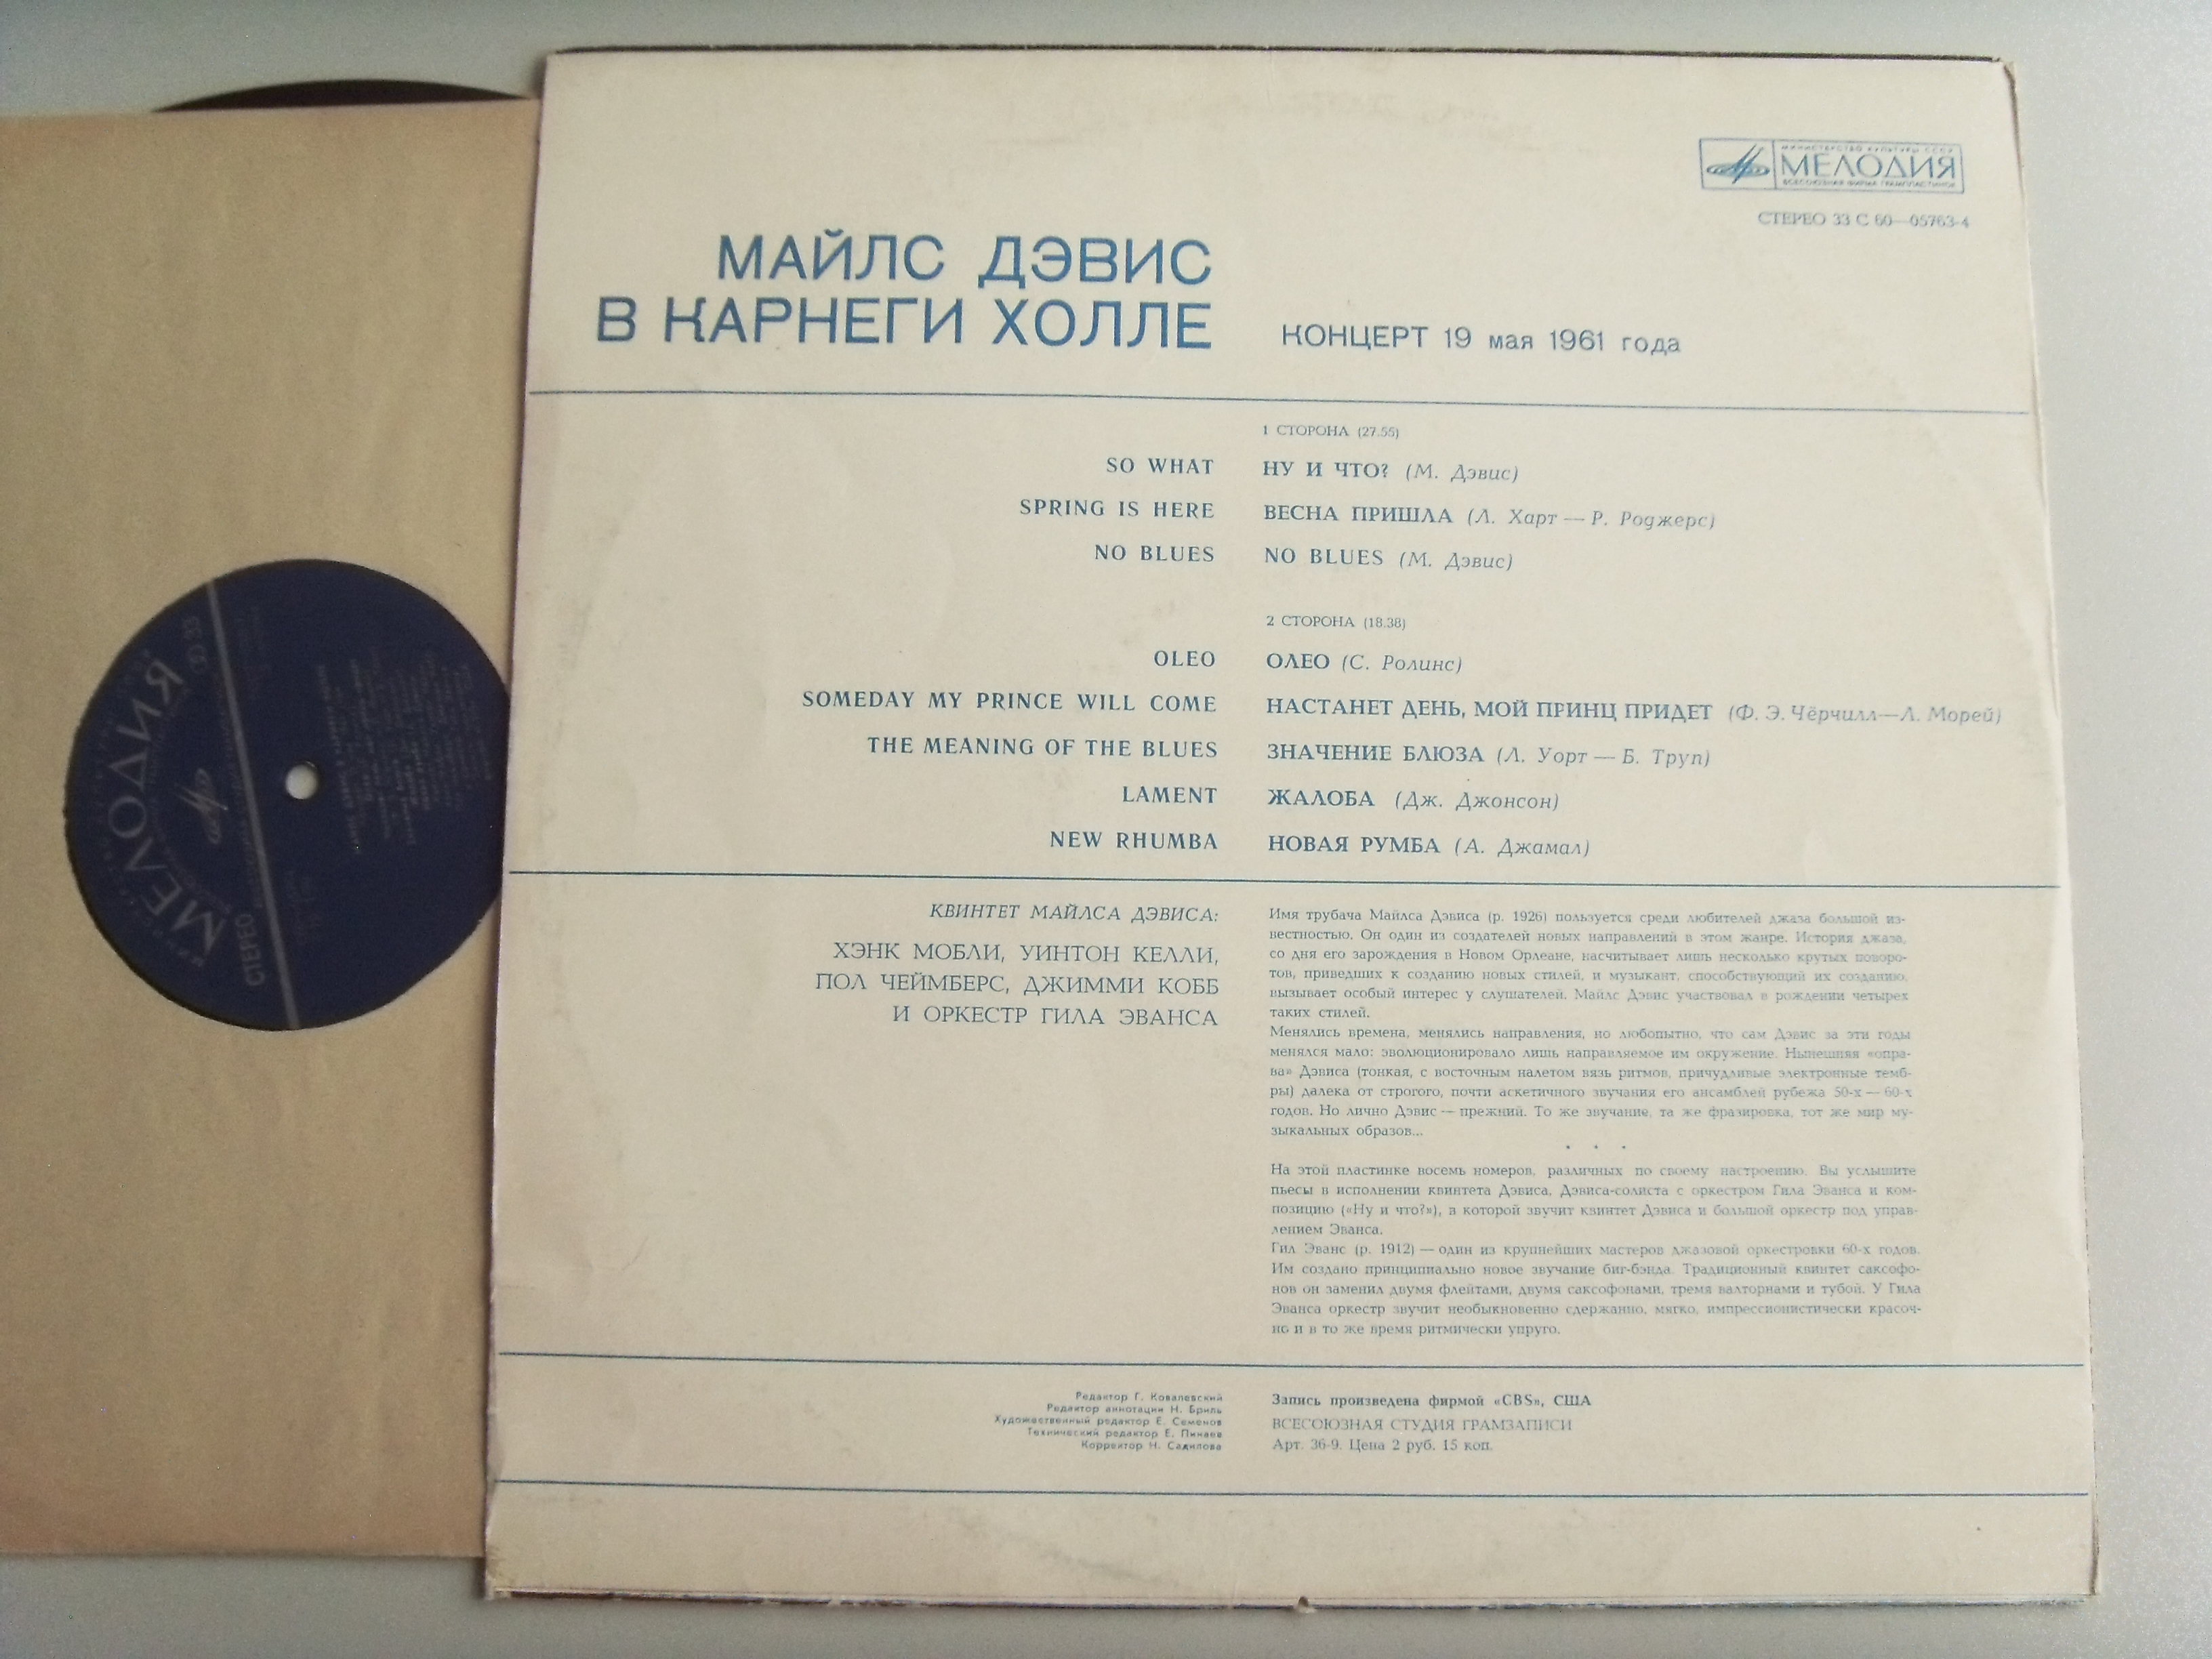 МИНИСТЕРСТВО КУЛЬТУРЫ СССР
МЕЛОДИЯ
ВСЕСОЮЗНАЯ ФИРМА ГРАМПЛАСТИНОК
СТЕРЕО 33 С 60—05763-4
МАЙЛС ДЭВИС
В КАРНЕГИ ХОЛЛЕ
КОНЦЕРТ 19 мая 1961 года
1 СТОРОНА (27.55)
SO WHAT НУ И ЧТО? (М. Дэвис)
SPRING IS HERE ВЕСНА ПРИШЛА (Л. Харт — Р. Роджерс)
NO BLUES NO BLUES (М. Дэвис)
2 СТОРОНА (18.38)
OLEO ОЛЕО (С. Ролинс)
SOMEDAY MY PRINCE WILL COME НАСТАНЕТ ДЕНЬ, МОЙ ПРИНЦ ПРИДЕТ (Ф. Э. Чёрчилл—Л. Морей)
THE MEANING OF THE BLUES ЗНАЧЕНИЕ БЛЮЗА (Л. Уорт — Б. Труп)
LAMENT ЖАЛОБА (Дж. Джонсон)
NEW RHUMBA НОВАЯ РУМБА (А. Джамал)
КВИНТЕТ МАЙЛСА ДЭВИСА:
ХЭНК МОБЛИ, УИНТОН КЕЛЛИ,
ПОЛ ЧЕЙМБЕРС, ДЖИММИ КОББ
И ОРКЕСТР ГИЛА ЭВАНСА
Имя трубача Майлса Дэвиса (р. 1926) пользуется среди любителей джаза большой из-
вестностью. Он один из создателей новых направлений в этом жанре. История джаза,
со дня его зарождения в Новом Орлеане, насчитывает лишь несколько крутых поворо-
тов, приведших к созданию новых стилей, и музыкант, способствующий их созданию,
вызывает особый интерес у слушателей. Майлс Дэвис участвовал в рождении четырех
таких стилей.
Менялись времена, менялись направления, но любопытно, что сам Дэвис за эти годы
менялся мало: эволюционировало лишь направляемое им окружение. Нынешняя «опра-
ва» Дэвиса (тонкая, с восточным налетом вязь ритмов, причудливые электронные темб-
ры) далека от строгого, почти аскетичного звучания его ансамблей рубежа 50-х — 60-х
годов. Но лично Дэвис — прежний. То же звучание, та же фразировка, тот же мир му-
зыкальных образов...
. . .
На этой пластинке восемь номеров, различных по своему настроению. Вы услышите
пьесы в исполнении квинтета Дэвиса, Дэвиса-солиста с оркестром Гила Эванса и ком-
позицию («Ну и что?»), в которой звучит квинтет Дэвиса и большой оркестр под управ-
лением Эванса.
Гил Эванс (р. 1912) — один из крупнейших мастеров джазовой оркестровки 60-х годов.
Им создано принципиально новое звучание биг-бэнда. Традиционный квинтет саксофо-
нов он заменил двумя флейтами, двумя саксофонами, тремя валторнами и тубой. У Гила
Эванса оркестр звучит необыкновенно сдержанно, мягко, импрессионистически красоч-
но и в то же время ритмически упруго.
Редактор Г. Ковалевский
Редактор аннотации Н. Бриль
Художественный редактор Е. Семенов
Технический редактор Е. Пинаев
Корректор Н. Садилова
Запись произведена фирмой «CBS», США
ВСЕСОЮЗНАЯ СТУДИЯ ГРАМЗАПИСИ
Арт. 36-9. Цена 2 руб. 15 коп.
МЕЛОДИЯ
СТЕРЕО
33